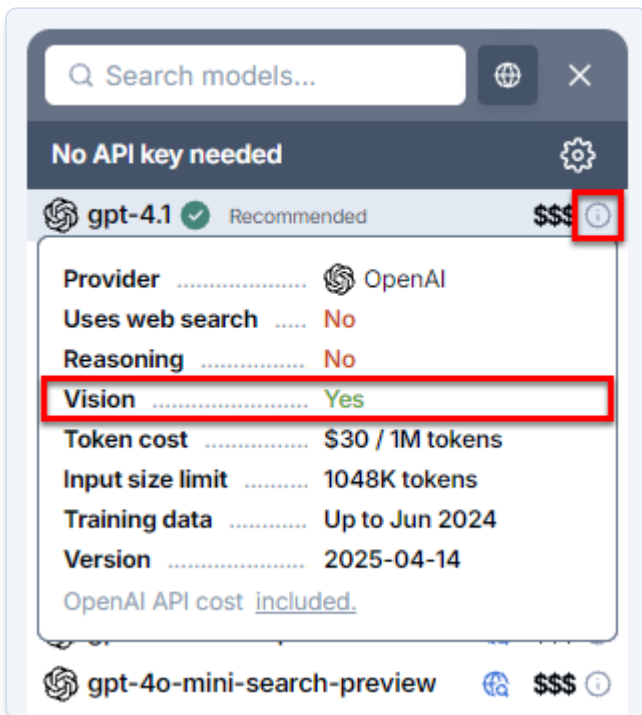 Search models...
No API key needed
gpt-4.1 Recommended $$$
Provider ..................... OpenAI
Uses web search ..... No
Reasoning ................. No
Vision ......................... Yes
Token cost ................ $30 / 1M tokens
Input size limit .......... 1048K tokens
Training data ............ Up to Jun 2024
Version ...................... 2025-04-14
OpenAI API cost included.
gpt-4o-mini-search-preview $$$